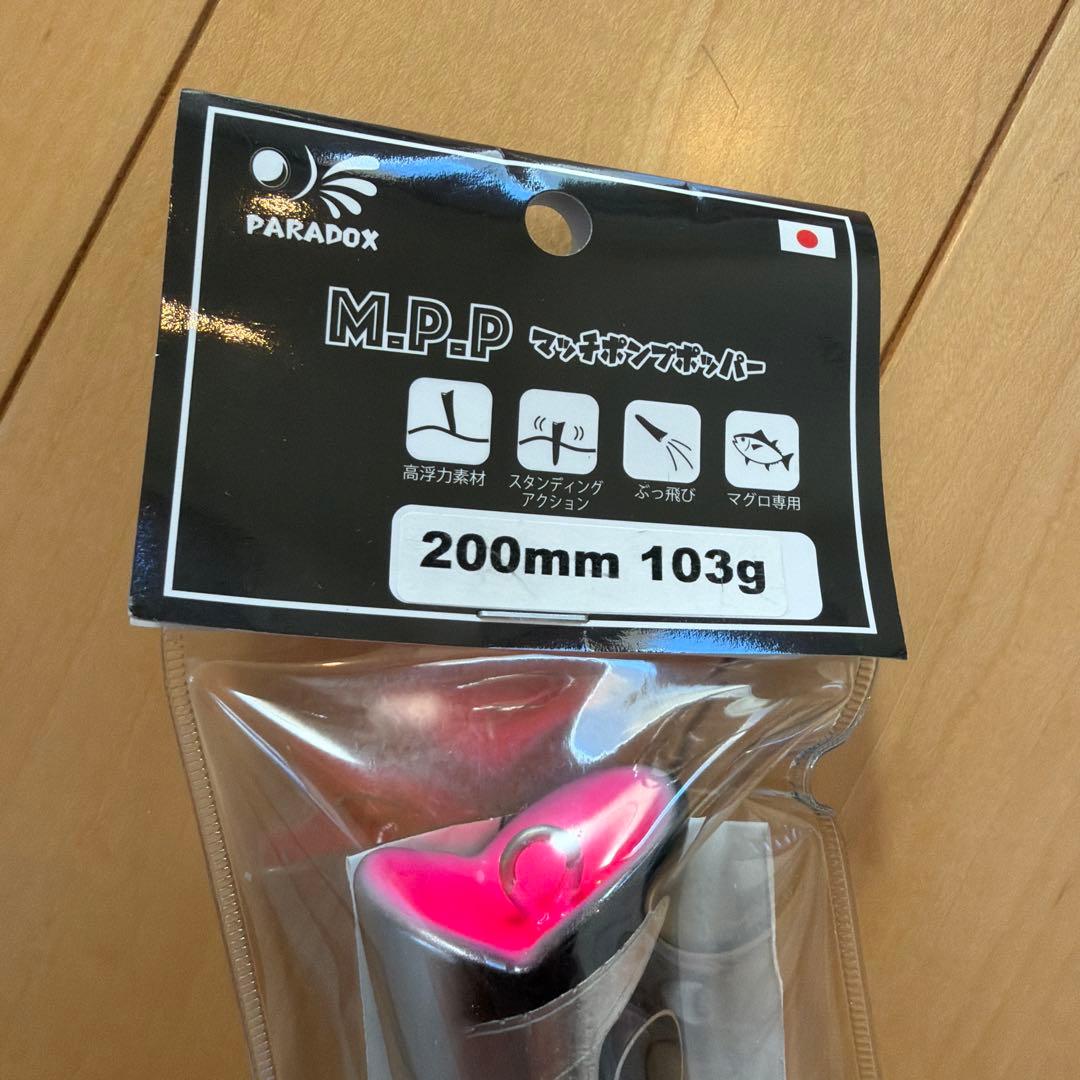 PARADOX
M.P.P マッチポンプポッパー
高浮力素材
スタンディング
アクション
ぶっ飛び
マグロ専用
200mm 103g